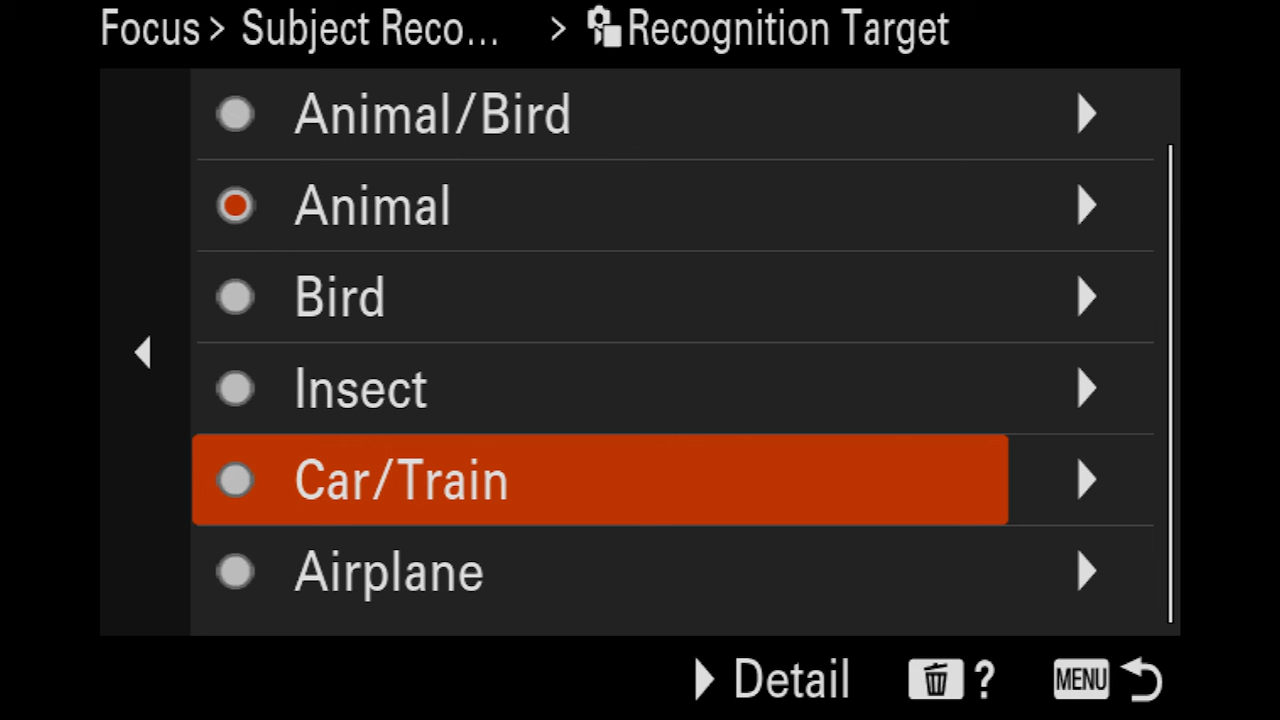 Focus > Subject Reco... > Recognition Target
Animal/Bird
Animal
Bird
Insect
Car/Train
Airplane
Detail ? MENU